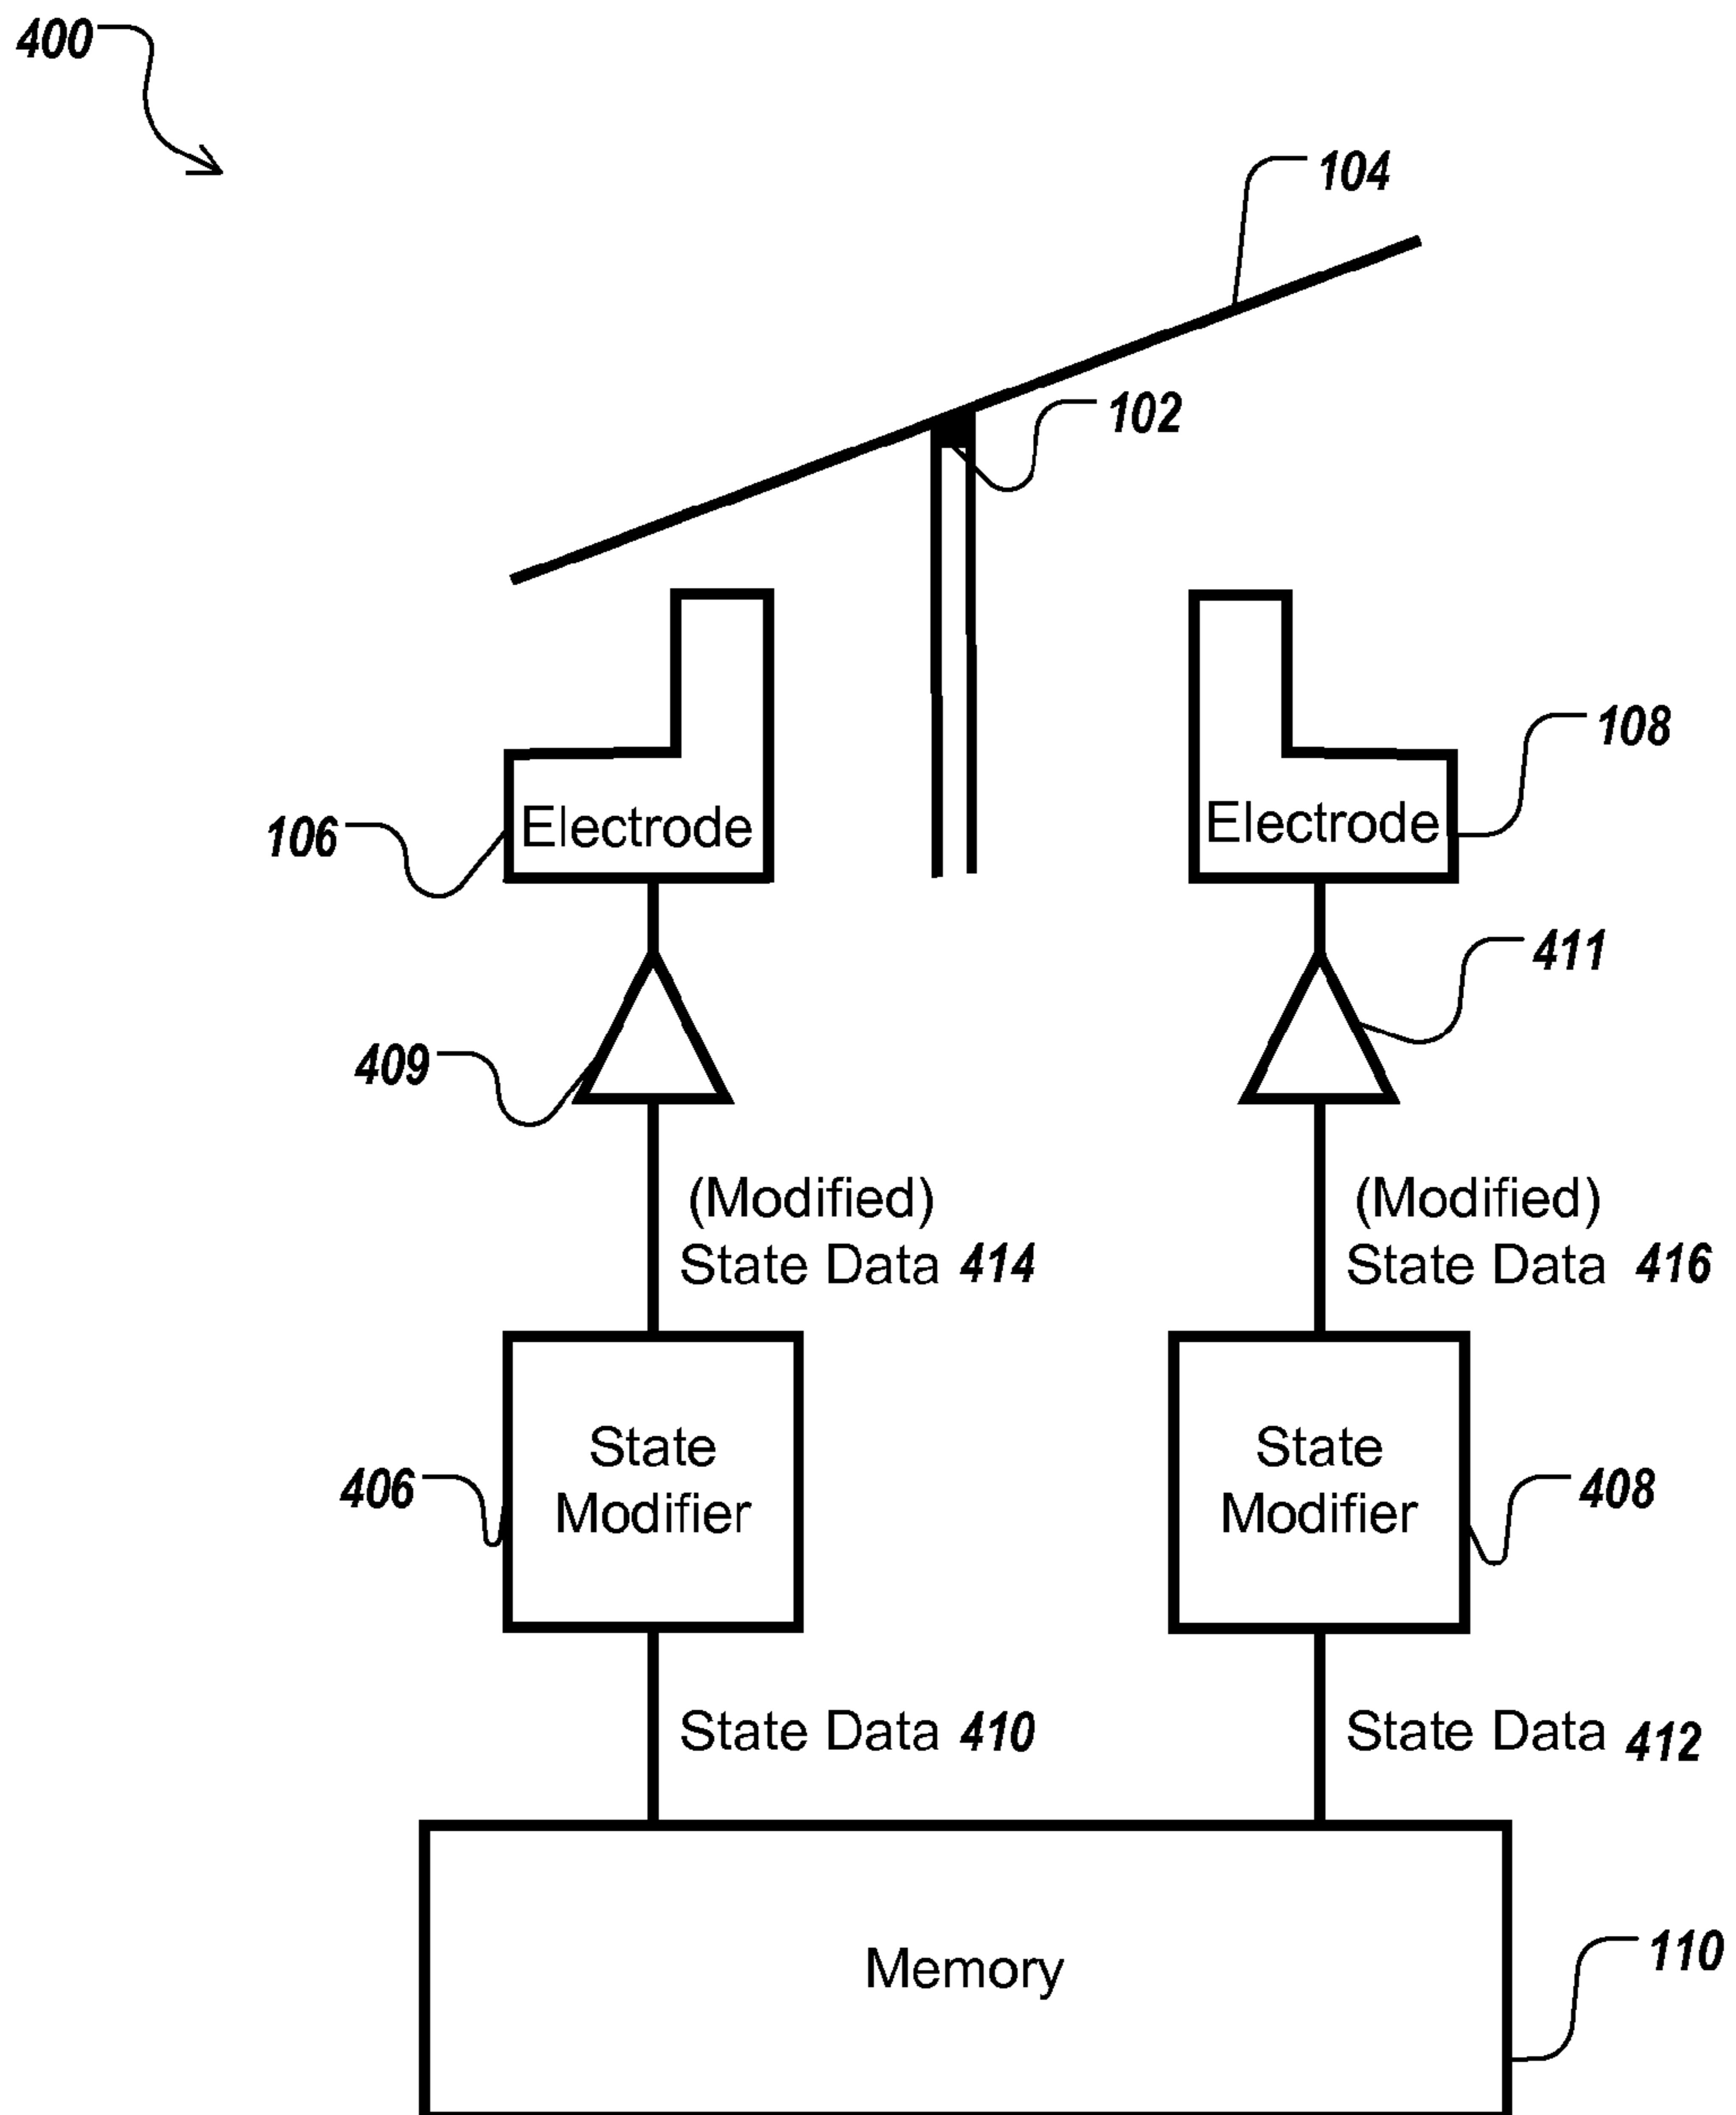 400
104
102
108
Electrode
Electrode
106
411
409
(Modified)
State Data 414
(Modified)
State Data 416
State
Modifier
State
Modifier
406
408
State Data 410
State Data 412
Memory
110